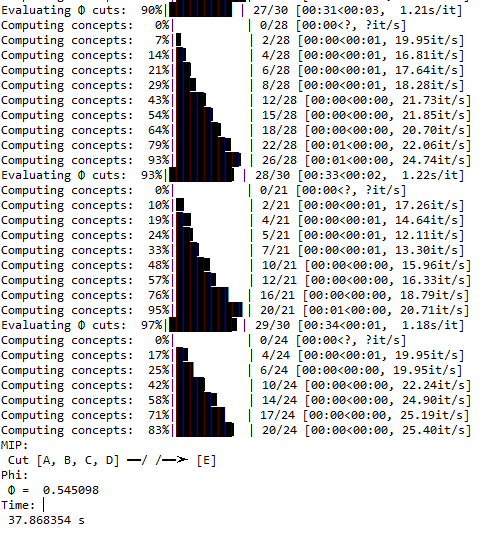 Evaluating Φ cuts:  90%| | 27/30 [00:31<00:03,  1.21s/it]
Computing concepts:   0%| | 0/28 [00:00<?, ?it/s]
Computing concepts:   7%| | 2/28 [00:00<00:01, 19.95it/s]
Computing concepts:  14%| | 4/28 [00:00<00:01, 16.81it/s]
Computing concepts:  21%| | 6/28 [00:00<00:01, 17.64it/s]
Computing concepts:  29%| | 8/28 [00:00<00:01, 18.28it/s]
Computing concepts:  43%| | 12/28 [00:00<00:00, 21.73it/s]
Computing concepts:  54%| | 15/28 [00:00<00:00, 21.85it/s]
Computing concepts:  64%| | 18/28 [00:00<00:00, 20.70it/s]
Computing concepts:  79%| | 22/28 [00:01<00:00, 22.06it/s]
Computing concepts:  93%| | 26/28 [00:01<00:00, 24.74it/s]
Evaluating Φ cuts:  93%| | 28/30 [00:33<00:02,  1.22s/it]
Computing concepts:   0%| | 0/21 [00:00<?, ?it/s]
Computing concepts:  10%| | 2/21 [00:00<00:01, 17.26it/s]
Computing concepts:  19%| | 4/21 [00:00<00:01, 14.64it/s]
Computing concepts:  24%| | 5/21 [00:00<00:01, 12.11it/s]
Computing concepts:  33%| | 7/21 [00:00<00:01, 13.30it/s]
Computing concepts:  48%| | 10/21 [00:00<00:00, 15.96it/s]
Computing concepts:  57%| | 12/21 [00:00<00:00, 16.33it/s]
Computing concepts:  76%| | 16/21 [00:00<00:00, 18.79it/s]
Computing concepts:  95%| | 20/21 [00:01<00:00, 20.71it/s]
Evaluating Φ cuts:  97%| | 29/30 [00:34<00:01,  1.18s/it]
Computing concepts:   0%| | 0/24 [00:00<?, ?it/s]
Computing concepts:  17%| | 4/24 [00:00<00:01, 19.95it/s]
Computing concepts:  25%| | 6/24 [00:00<00:00, 19.95it/s]
Computing concepts:  42%| | 10/24 [00:00<00:00, 22.24it/s]
Computing concepts:  58%| | 14/24 [00:00<00:00, 24.90it/s]
Computing concepts:  71%| | 17/24 [00:00<00:00, 25.19it/s]
Computing concepts:  83%| | 20/24 [00:00<00:00, 25.40it/s]
MIP:
Cut [A, B, C, D] ━━/ /━━➤ [E]
Phi:
Φ =  0.545098
Time:
37.868354 s